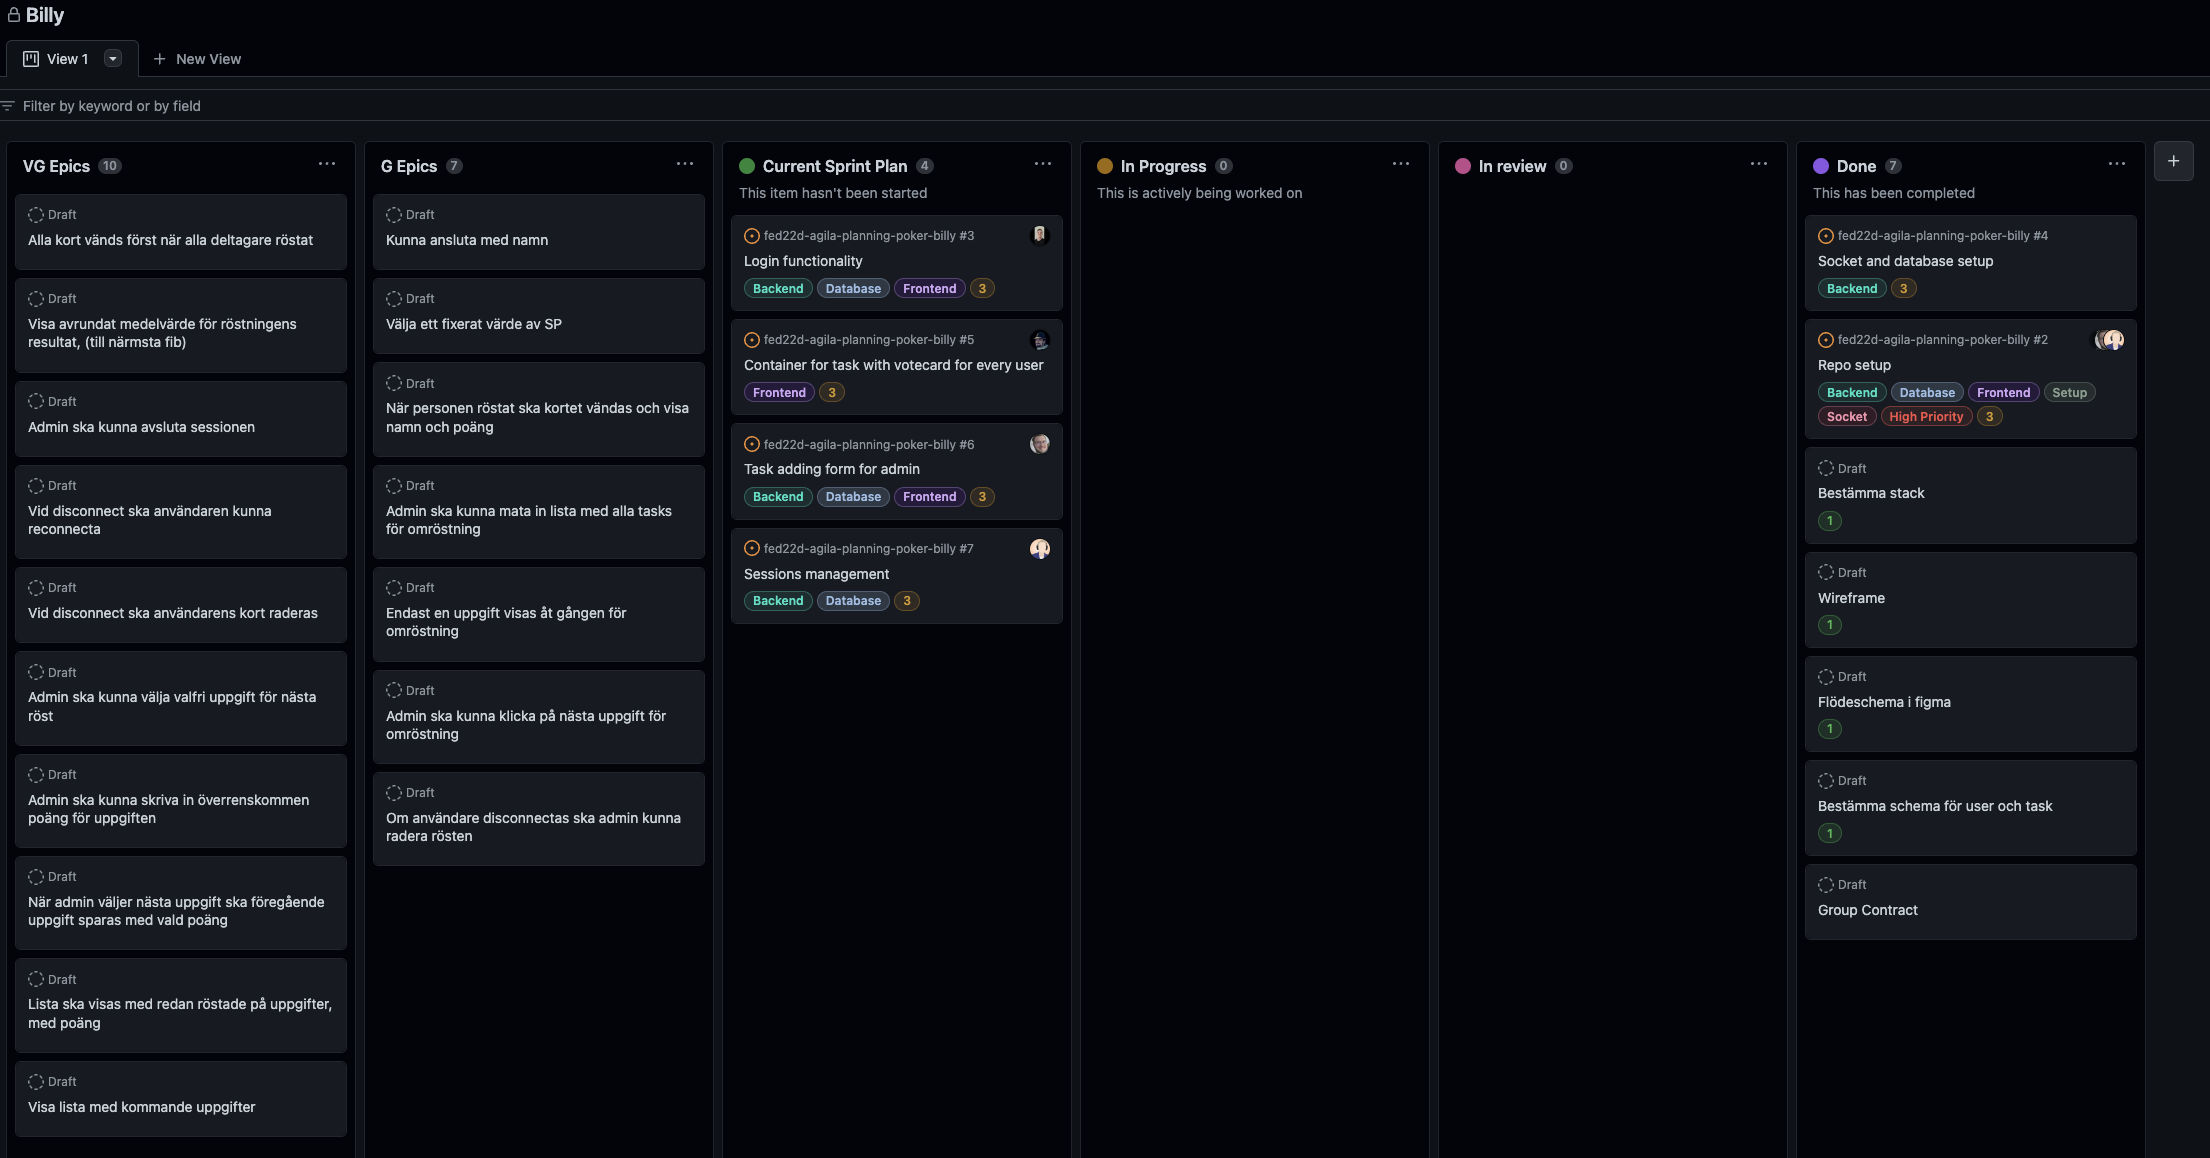 Billy
View 1
New View
Filter by keyword or by field
VG Epics 10
Draft
Alla kort vänds först när alla deltagare röstat
Draft
Visa avrundat medelvärde för röstningens
resultat, (till närmsta fib)
Draft
Admin ska kunna avsluta sessionen
Draft
Vid disconnect ska användaren kunna
reconnecta
Draft
Vid disconnect ska användarens kort raderas
Draft
Admin ska kunna välja valfri uppgift för nästa
röst
Draft
Admin ska kunna skriva in överrenskommen
poäng för uppgiften
Draft
När admin väljer nästa uppgift ska föregående
uppgift sparas med vald poäng
Draft
Lista ska visas med redan röstade på uppgifter,
med poäng
Draft
Visa lista med kommande uppgifter
G Epics 7
Draft
Kunna ansluta med namn
Draft
Välja ett fixerat värde av SP
Draft
När personen röstat ska kortet vändas och visa
namn och poäng
Draft
Admin ska kunna mata in lista med alla tasks
för omröstning
Draft
Endast en uppgift visas åt gången för
omröstning
Draft
Admin ska kunna klicka på nästa uppgift för
omröstning
Draft
Om användare disconnectas ska admin kunna
radera rösten
Current Sprint Plan 4
This item hasn't been started
fed22d-agila-planning-poker-billy #3
Login functionality
Backend Database Frontend 3
fed22d-agila-planning-poker-billy #5
Container for task with votecard for every user
Frontend 3
fed22d-agila-planning-poker-billy #6
Task adding form for admin
Backend Database Frontend 3
fed22d-agila-planning-poker-billy #7
Sessions management
Backend Database 3
In Progress 0
This is actively being worked on
In review 0
Done 7
This has been completed
fed22d-agila-planning-poker-billy #4
Socket and database setup
Backend 3
fed22d-agila-planning-poker-billy #2
Repo setup
Backend Database Frontend Setup
Socket High Priority 3
Draft
Bestämma stack
1
Draft
Wireframe
1
Draft
Flödeschema i figma
1
Draft
Bestämma schema för user och task
1
Draft
Group Contract